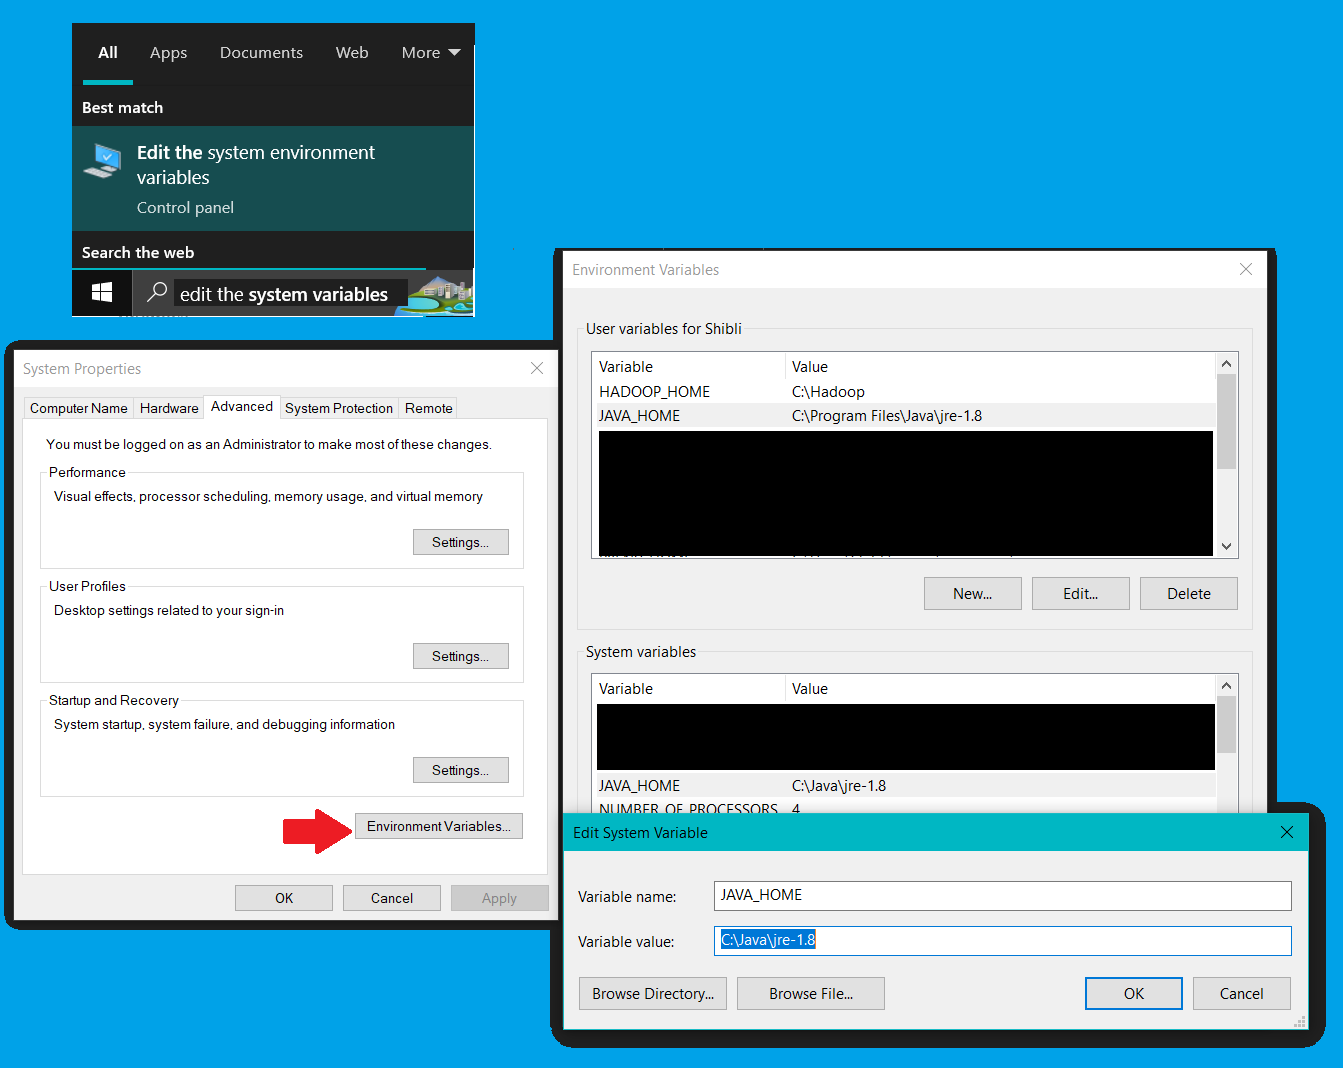 All Apps Documents Web More
Best match
Edit the system environment
variables
Control panel
Search the web
edit the system variables
System Properties
Computer Name Hardware Advanced System Protection Remote
You must be logged on as an Administrator to make most of these changes.
Performance
Visual effects, processor scheduling, memory usage, and virtual memory
Settings...
User Profiles
Desktop settings related to your sign-in
Settings...
Startup and Recovery
System startup, system failure, and debugging information
Settings...
Environment Variables...
OK Cancel Apply
Environment Variables
User variables for Shibli
Variable Value
HADOOP_HOME C:\Hadoop
JAVA_HOME C:\Program Files\Java\jre-1.8
New... Edit... Delete
System variables
Variable Value
JAVA_HOME C:\Java\jre-1.8
NUMBER_OF_PROCESSORS 4
Edit System Variable
Variable name: JAVA_HOME
Variable value: C:\Java\jre-1.8
Browse Directory... Browse File... OK Cancel